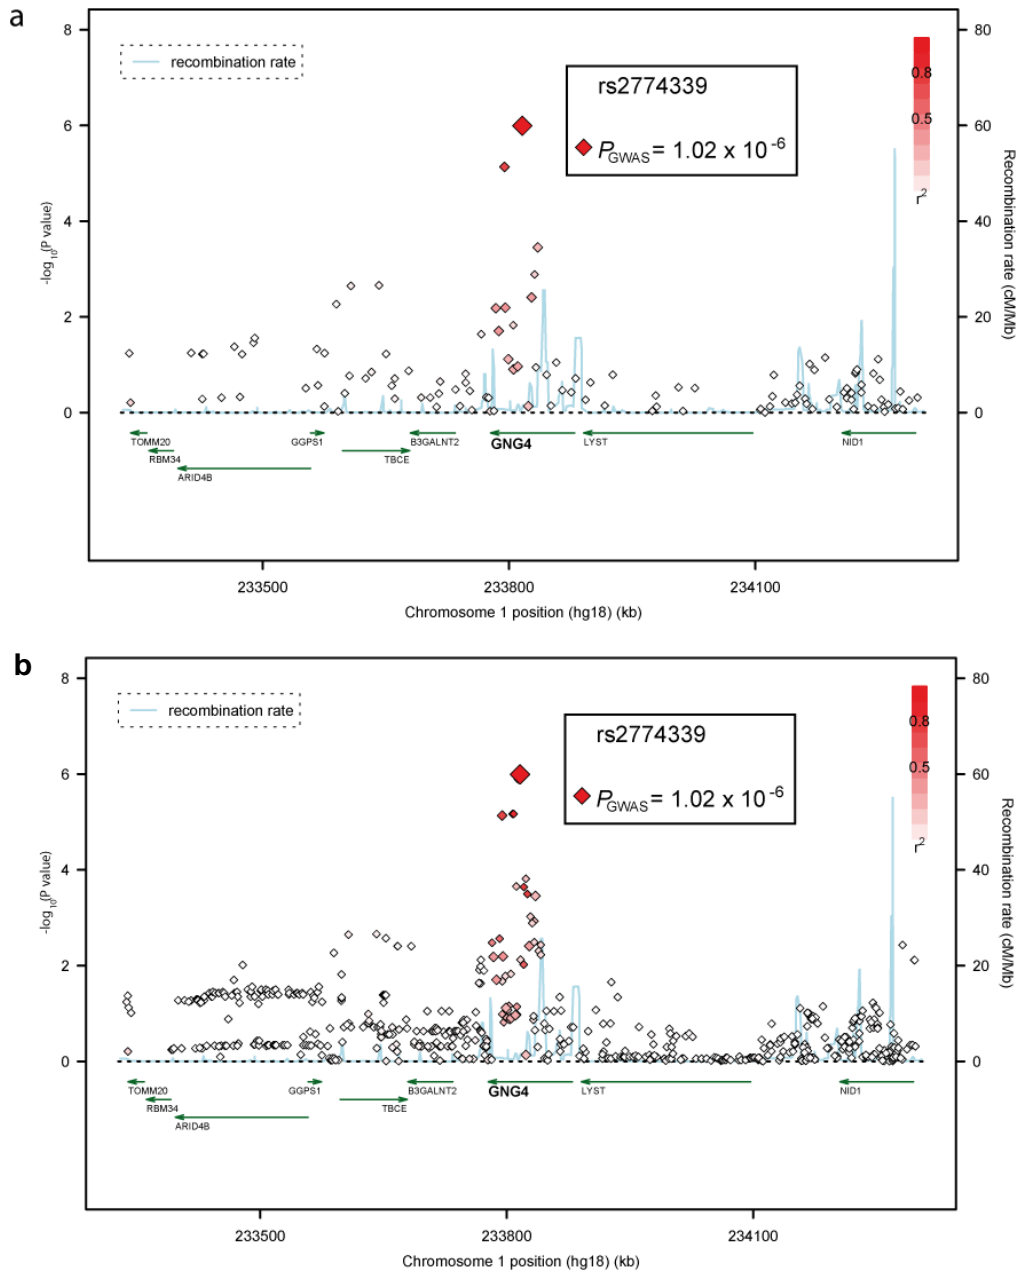 a
8
80
recombination rate
rs2774339
0.8
6
60
0.5
PGWAS = 1.02 x 10-6
r2
-log10(P value)
4
40
Recombination rate (cM/Mb)
2
20
0
0
TOMM20
GGPS1
B3GALNT2
GNG4
LYST
NID1
RBM34
TBCE
ARID4B
233500
233800
234100
Chromosome 1 position (hg18) (kb)
b
8
80
recombination rate
rs2774339
0.8
6
60
0.5
PGWAS = 1.02 x 10-6
r2
-log10(P value)
4
40
Recombination rate (cM/Mb)
2
20
0
0
TOMM20
GGPS1
B3GALNT2
GNG4
LYST
NID1
RBM34
TBCE
ARID4B
233500
233800
234100
Chromosome 1 position (hg18) (kb)